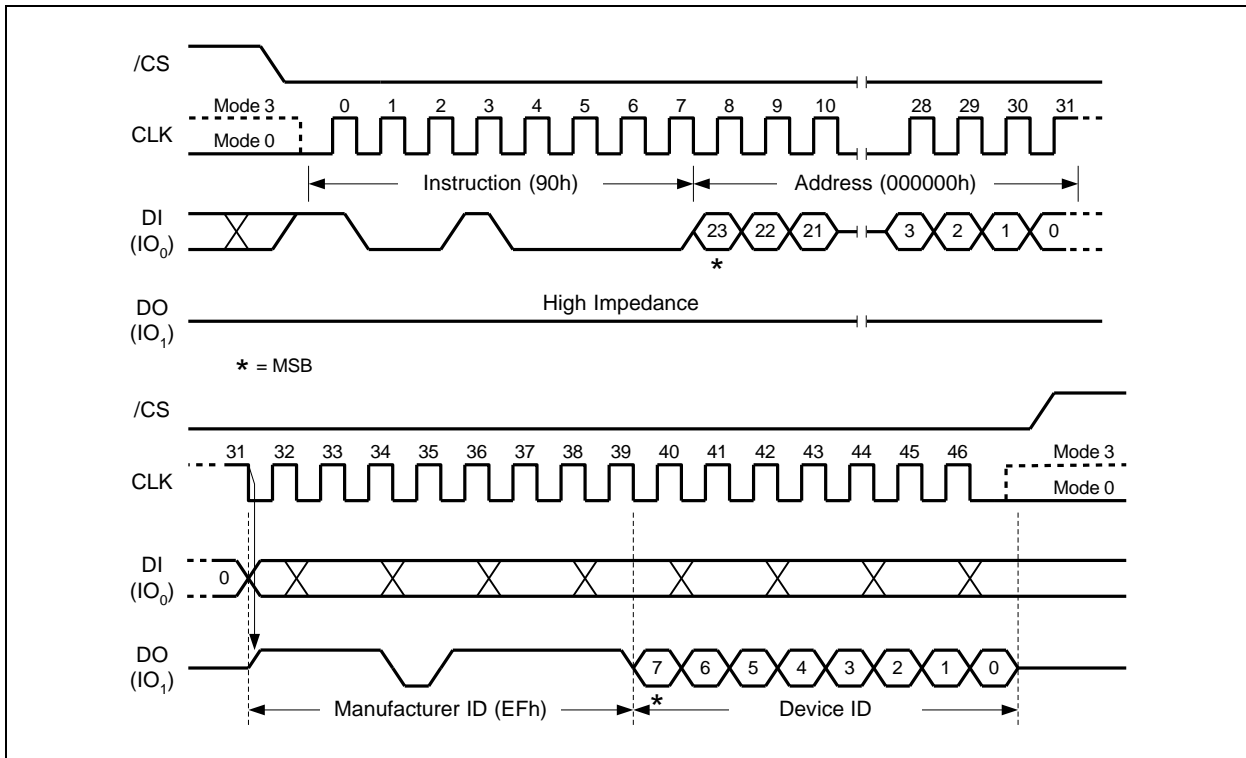 /CS
Mode 3 0 1 2 3 4 5 6 7 8 9 10 28 29 30 31
CLK
Mode 0
Instruction (90h) Address (000000h)
DI
(IO0) 23 22 21 3 2 1 0
*
DO
(IO1)
High Impedance
* = MSB
/CS
31 32 33 34 35 36 37 38 39 40 41 42 43 44 45 46 Mode 3
CLK
Mode 0
DI
(IO0) 0
DO
(IO1) 7 6 5 4 3 2 1 0
*
Manufacturer ID (EFh) Device ID